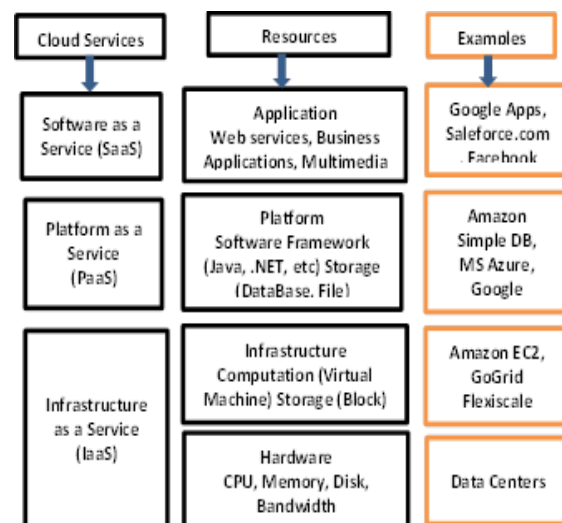 Cloud Services
Resources
Examples
Software as a
Service (SaaS)
Application
Web services, Business
Applications, Multimedia
Google Apps,
Saleforce.com
, Facebook
Platform as a
Service
(PaaS)
Platform
Software Framework
(Java, .NET, etc) Storage
(DataBase, File)
Amazon
Simple DB,
MS Azure,
Google
Infrastructure
as a Service
(IaaS)
Infrastructure
Computation (Virtual
Machine) Storage (Block)
Amazon EC2,
GoGrid
Flexiscale
Hardware
CPU, Memory, Disk,
Bandwidth
Data Centers